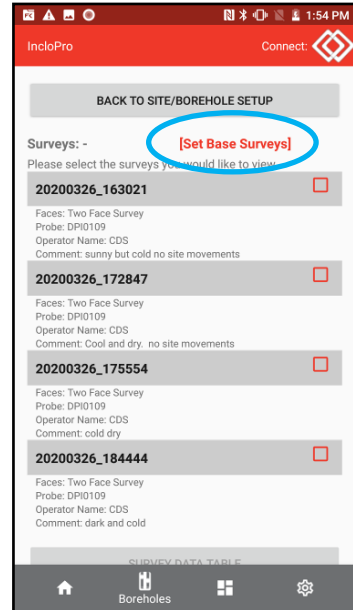 1:54 PM
IncloPro
Connect:
BACK TO SITE/BOREHOLE SETUP
Surveys: -
[Set Base Surveys]
Please select the surveys you would like to view
20200326_163021
Faces: Two Face Survey
Probe: DPI0109
Operator Name: CDS
Comment: sunny but cold no site movements
20200326_172847
Faces: Two Face Survey
Probe: DPI0109
Operator Name: CDS
Comment: Cool and dry.  no site movements
20200326_175554
Faces: Two Face Survey
Probe: DPI0109
Operator Name: CDS
Comment: cold dry
20200326_184444
Faces: Two Face Survey
Probe: DPI0109
Operator Name: CDS
Comment: dark and cold
SURVEY DATA TABLE
Boreholes